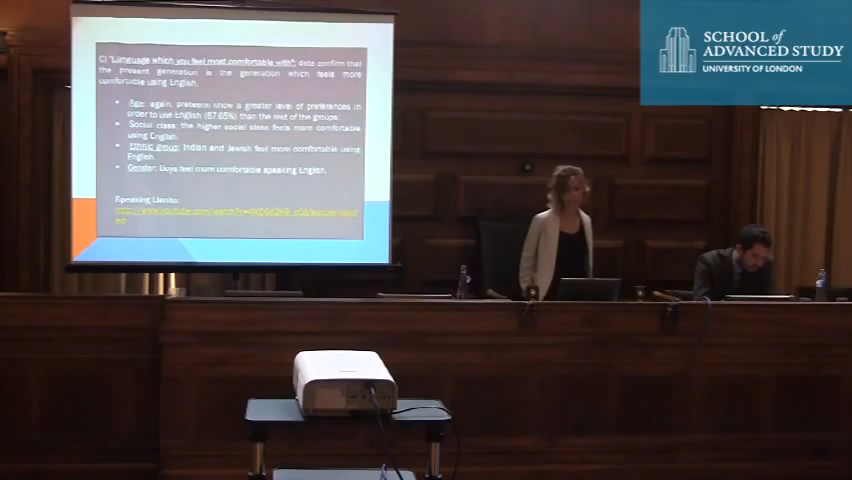 SCHOOL of
ADVANCED STUDY
UNIVERSITY OF LONDON
C) "Language which you feel most comfortable with": data confirm that
the present generation is the generation which feels more
comfortable using English.
• Age: again, preteens show a greater level of preferences in
order to use English (67.65%) than the rest of the groups.
• Social class: the higher social class feels more comfortable
using English.
• Ethnic group: Indian and Jewish feel more comfortable using
English.
• Gender: Boys feel more comfortable speaking English.
Speaking Llanito: